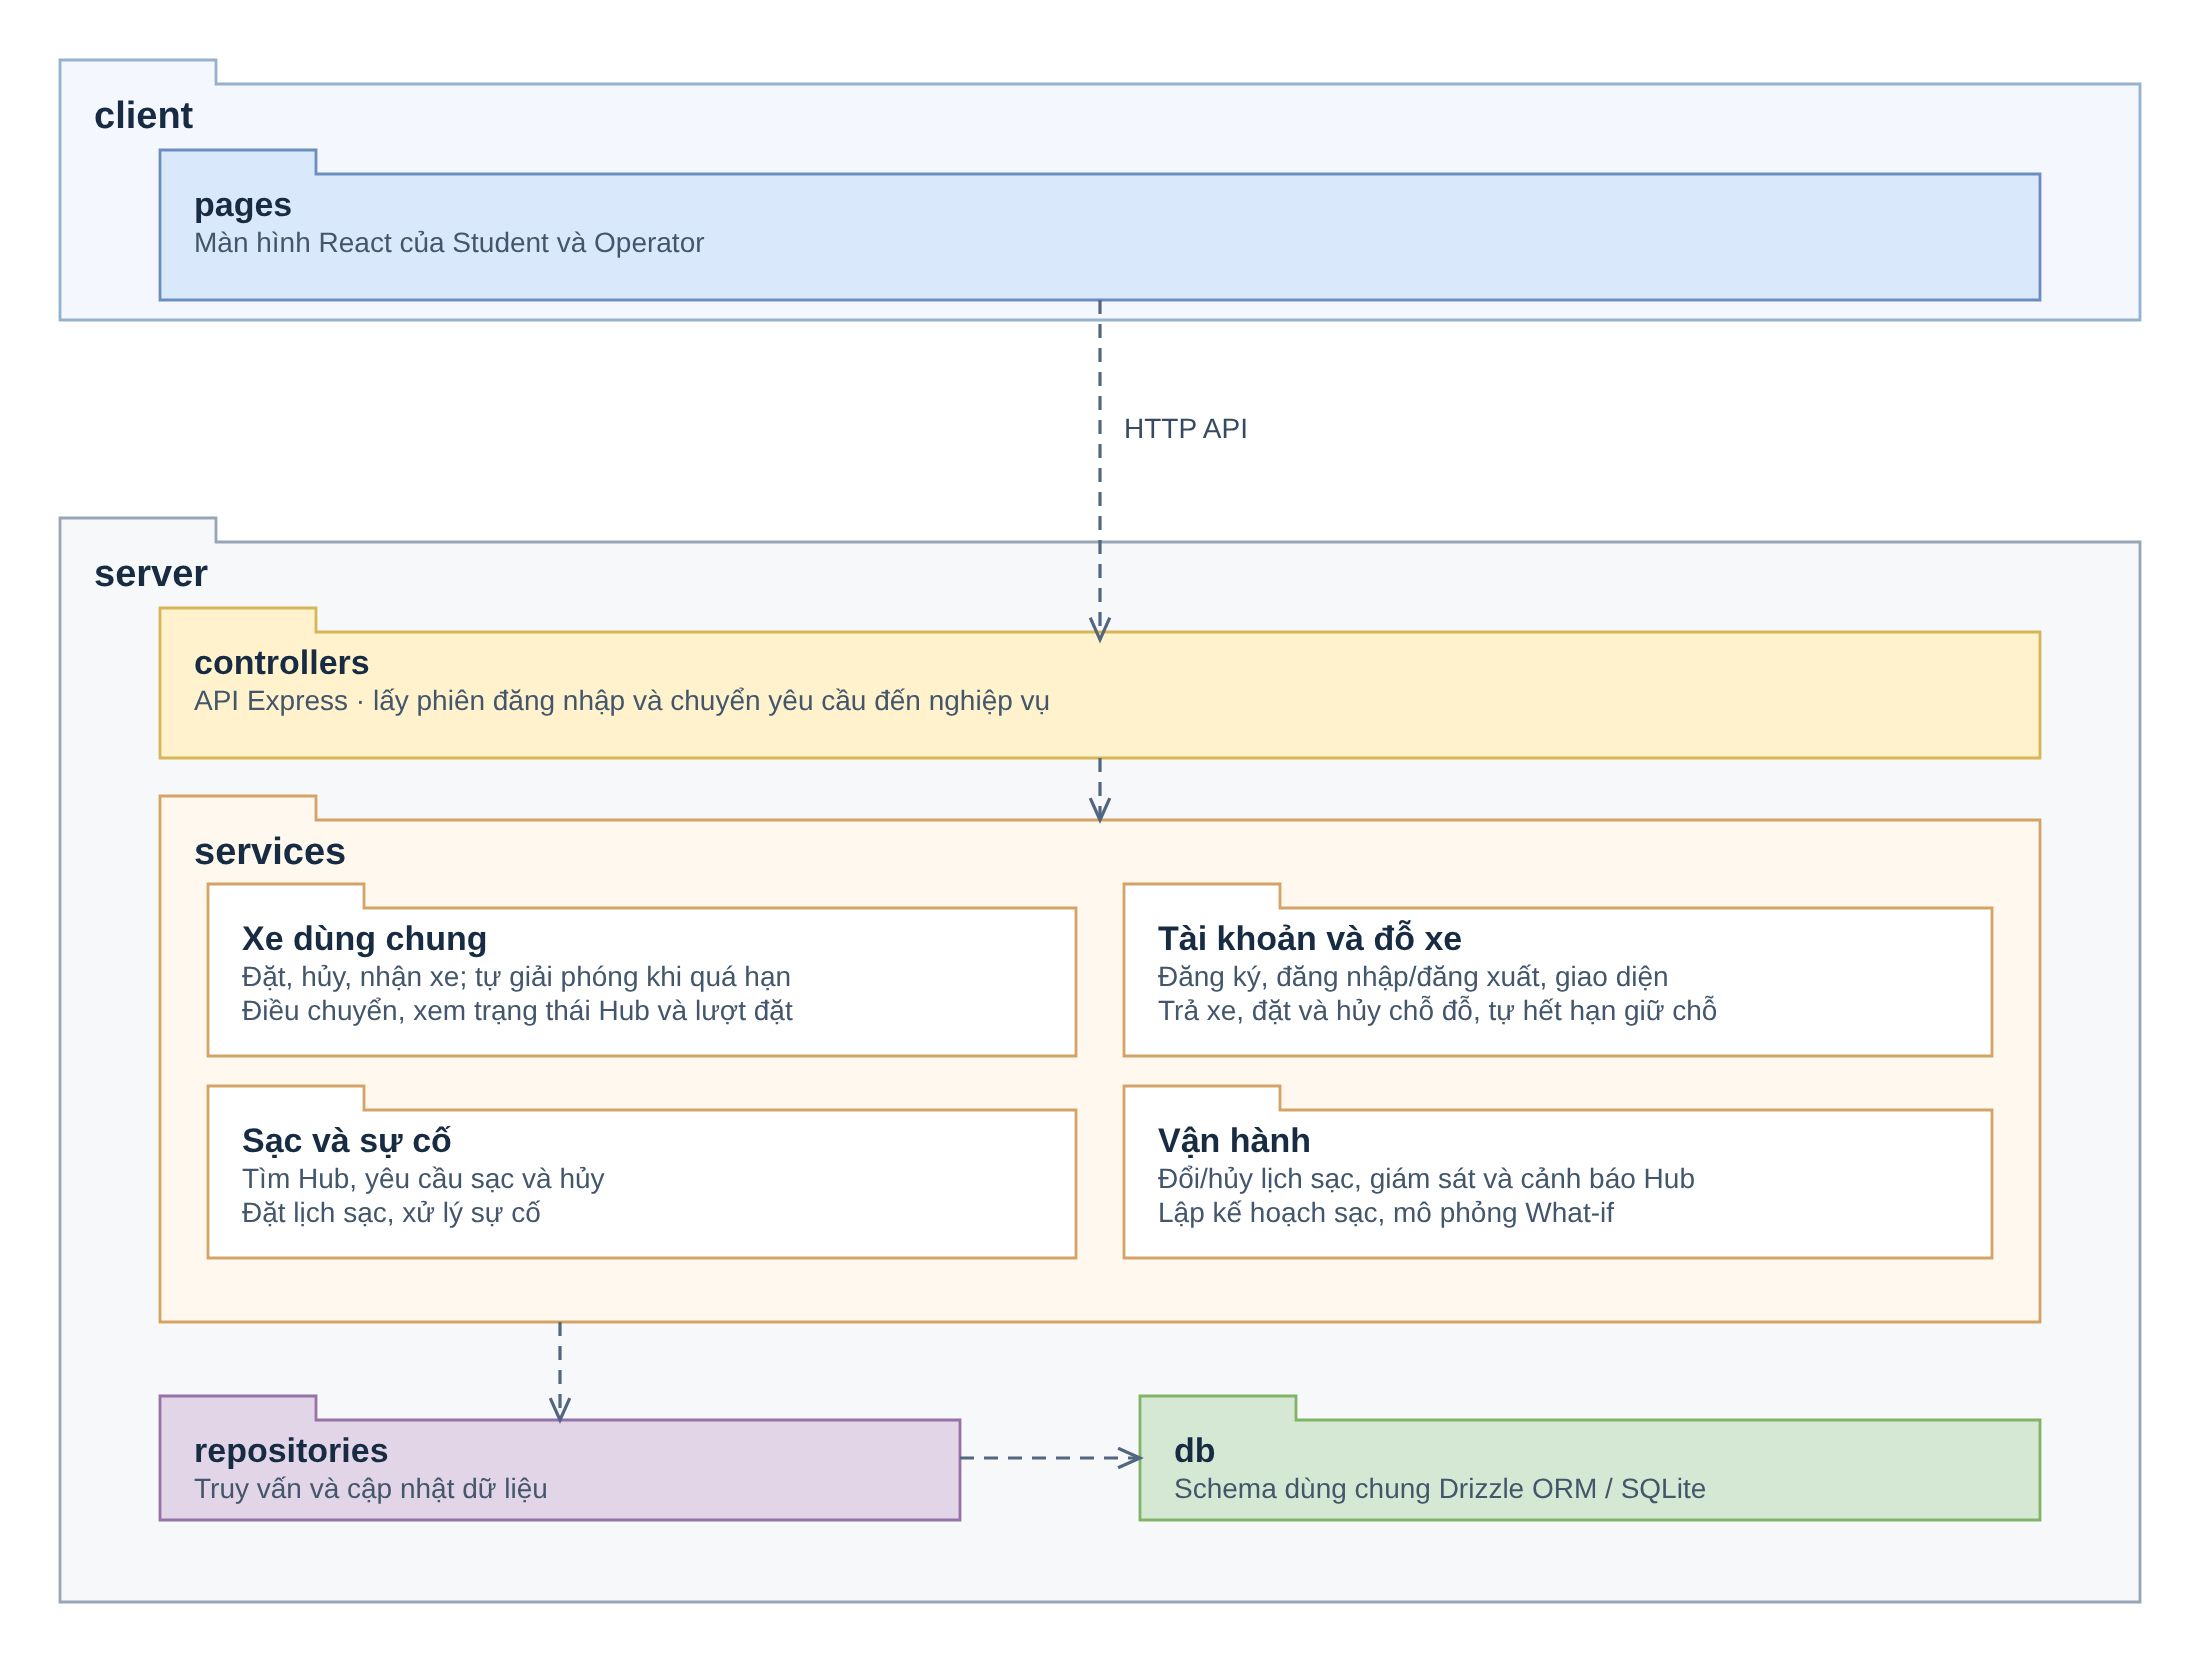 client
pages
Màn hình React của Student và Operator
HTTP API
server
controllers
API Express · lấy phiên đăng nhập và chuyển yêu cầu đến nghiệp vụ
services
Xe dùng chung
Đặt, hủy, nhận xe; tự giải phóng khi quá hạn
Điều chuyển, xem trạng thái Hub và lượt đặt
Tài khoản và đỗ xe
Đăng ký, đăng nhập/đăng xuất, giao diện
Trả xe, đặt và hủy chỗ đỗ, tự hết hạn giữ chỗ
Sạc và sự cố
Tìm Hub, yêu cầu sạc và hủy
Đặt lịch sạc, xử lý sự cố
Vận hành
Đổi/hủy lịch sạc, giám sát và cảnh báo Hub
Lập kế hoạch sạc, mô phỏng What-if
repositories
Truy vấn và cập nhật dữ liệu
db
Schema dùng chung Drizzle ORM / SQLite